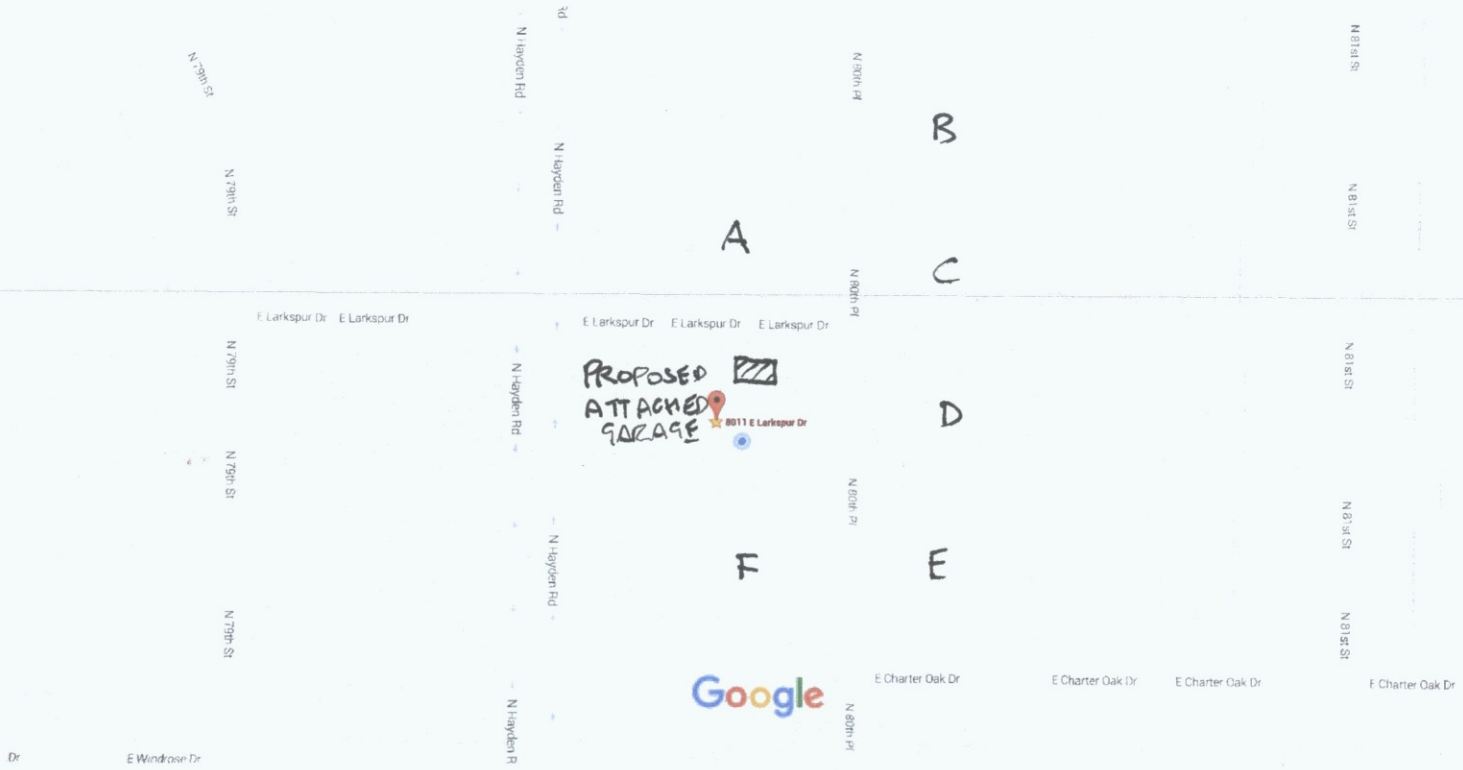 Rd
N Hayden Rd
N 79th St
N 80th Pl
N 81st St
B
N Hayden Rd
N 79th St
N 81st St
A
C
N 80th Pl
E Larkspur Dr E Larkspur Dr
E Larkspur Dr E Larkspur Dr E Larkspur Dr
N 79th St
N Hayden Rd
N 81st St
PROPOSED
ATTACHED
GARAGE
8011 E Larkspur Dr
D
N 79th St
N 80th Pl
N 81st St
N Hayden Rd
F
E
N 79th St
N 81st St
Google
E Charter Oak Dr E Charter Oak Dr E Charter Oak Dr E Charter Oak Dr
N Hayden R
N 80th Pl
Dr
E Windrose Dr